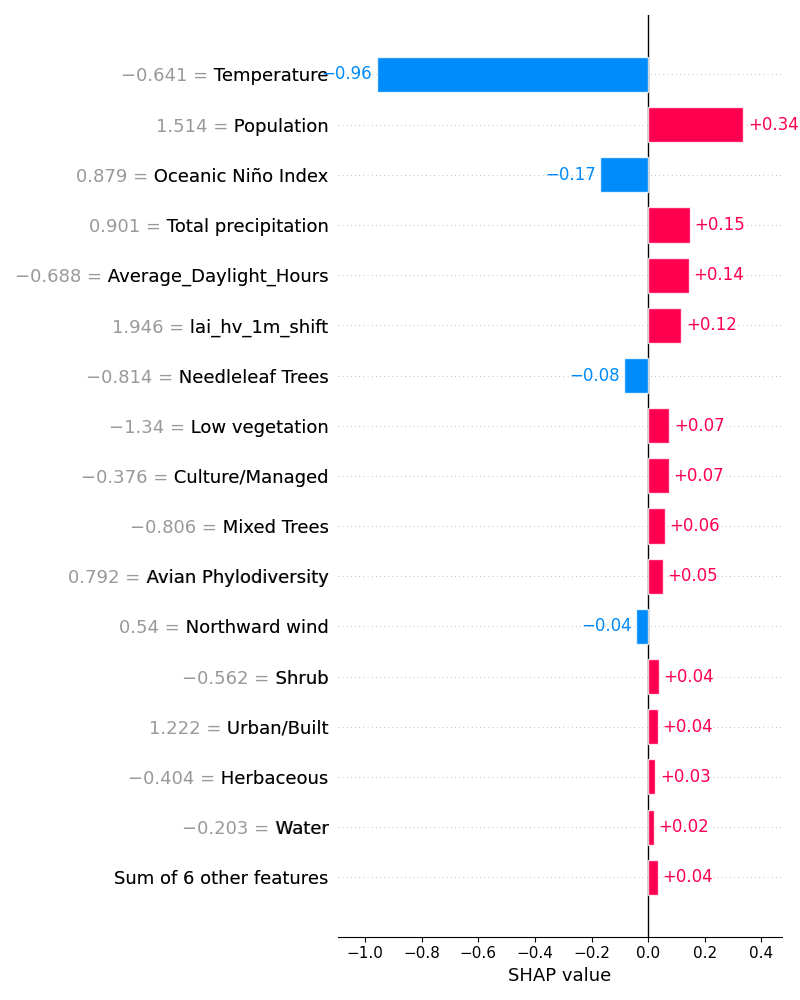 −0.641 = Temperature −0.96
1.514 = Population +0.34
0.879 = Oceanic Niño Index −0.17
0.901 = Total precipitation +0.15
−0.688 = Average_Daylight_Hours +0.14
1.946 = lai_hv_1m_shift +0.12
−0.814 = Needleleaf Trees −0.08
−1.34 = Low vegetation +0.07
−0.376 = Culture/Managed +0.07
−0.806 = Mixed Trees +0.06
0.792 = Avian Phylodiversity +0.05
0.54 = Northward wind −0.04
−0.562 = Shrub +0.04
1.222 = Urban/Built +0.04
−0.404 = Herbaceous +0.03
−0.203 = Water +0.02
Sum of 6 other features +0.04
−1.0 −0.8 −0.6 −0.4 −0.2 0.0 0.2 0.4
SHAP value